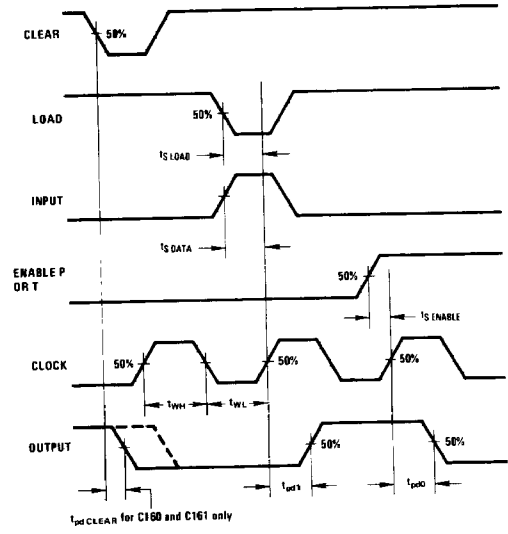 CLEAR
50%
LOAD
50%
tS LOAD
INPUT
tS DATA
ENABLE P
OR T
50%
tS ENABLE
CLOCK
50%
50%
50%
tWH
tWL
OUTPUT
50%
50%
50%
tpd1
tpd0
tpd CLEAR for C160 and C161 only